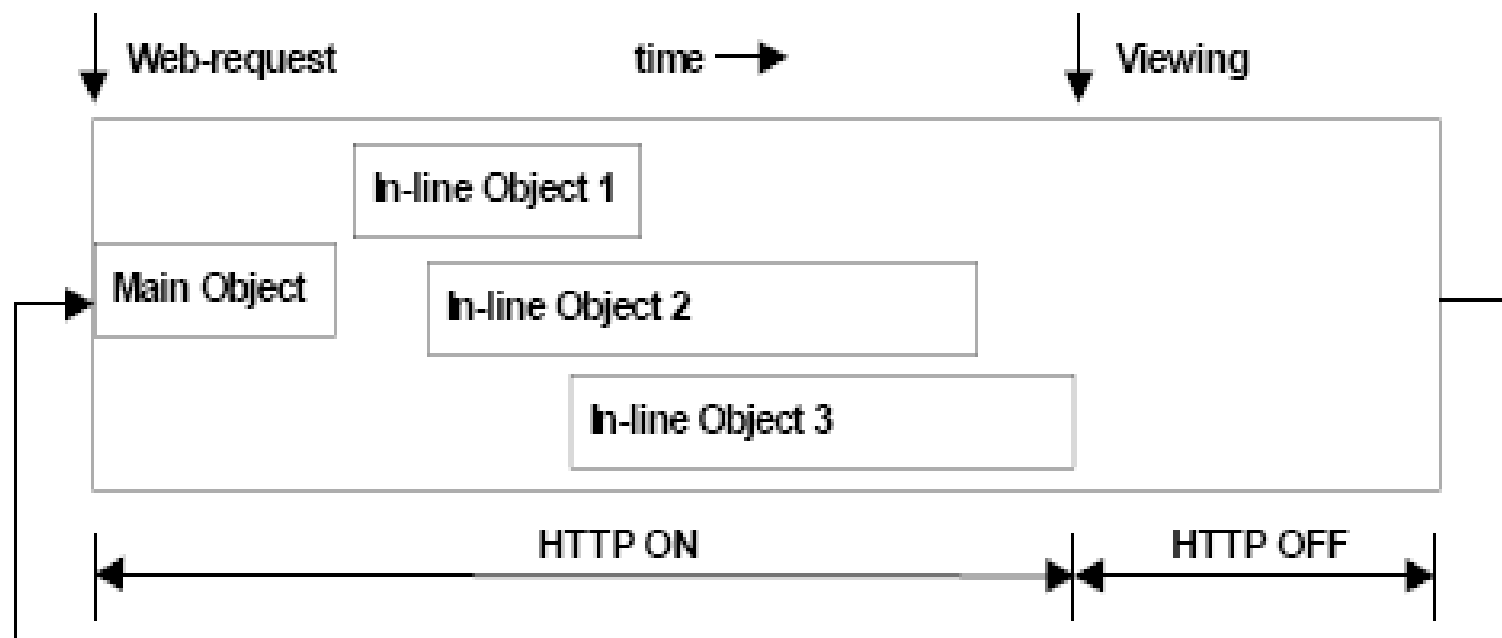 Web-request
time
Viewing
In-line Object 1
Main Object
In-line Object 2
In-line Object 3
HTTP ON
HTTP OFF